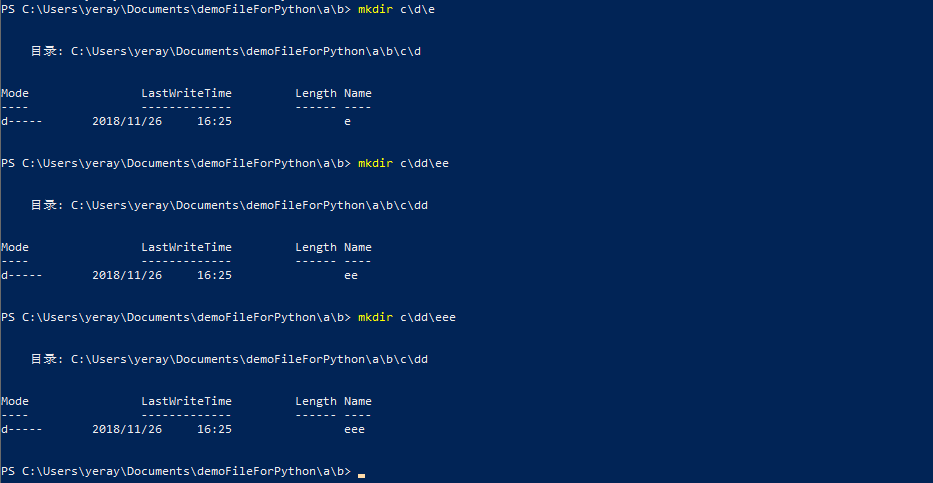 PS C:\Users\yeray\Documents\demoFileForPython\a\b> mkdir c\d\e
目录: C:\Users\yeray\Documents\demoFileForPython\a\b\c\d
Mode LastWriteTime Length Name
---- ------------- ------ ----
d----- 2018/11/26 16:25 e
PS C:\Users\yeray\Documents\demoFileForPython\a\b> mkdir c\dd\ee
目录: C:\Users\yeray\Documents\demoFileForPython\a\b\c\dd
Mode LastWriteTime Length Name
---- ------------- ------ ----
d----- 2018/11/26 16:25 ee
PS C:\Users\yeray\Documents\demoFileForPython\a\b> mkdir c\dd\eee
目录: C:\Users\yeray\Documents\demoFileForPython\a\b\c\dd
Mode LastWriteTime Length Name
---- ------------- ------ ----
d----- 2018/11/26 16:25 eee
PS C:\Users\yeray\Documents\demoFileForPython\a\b>